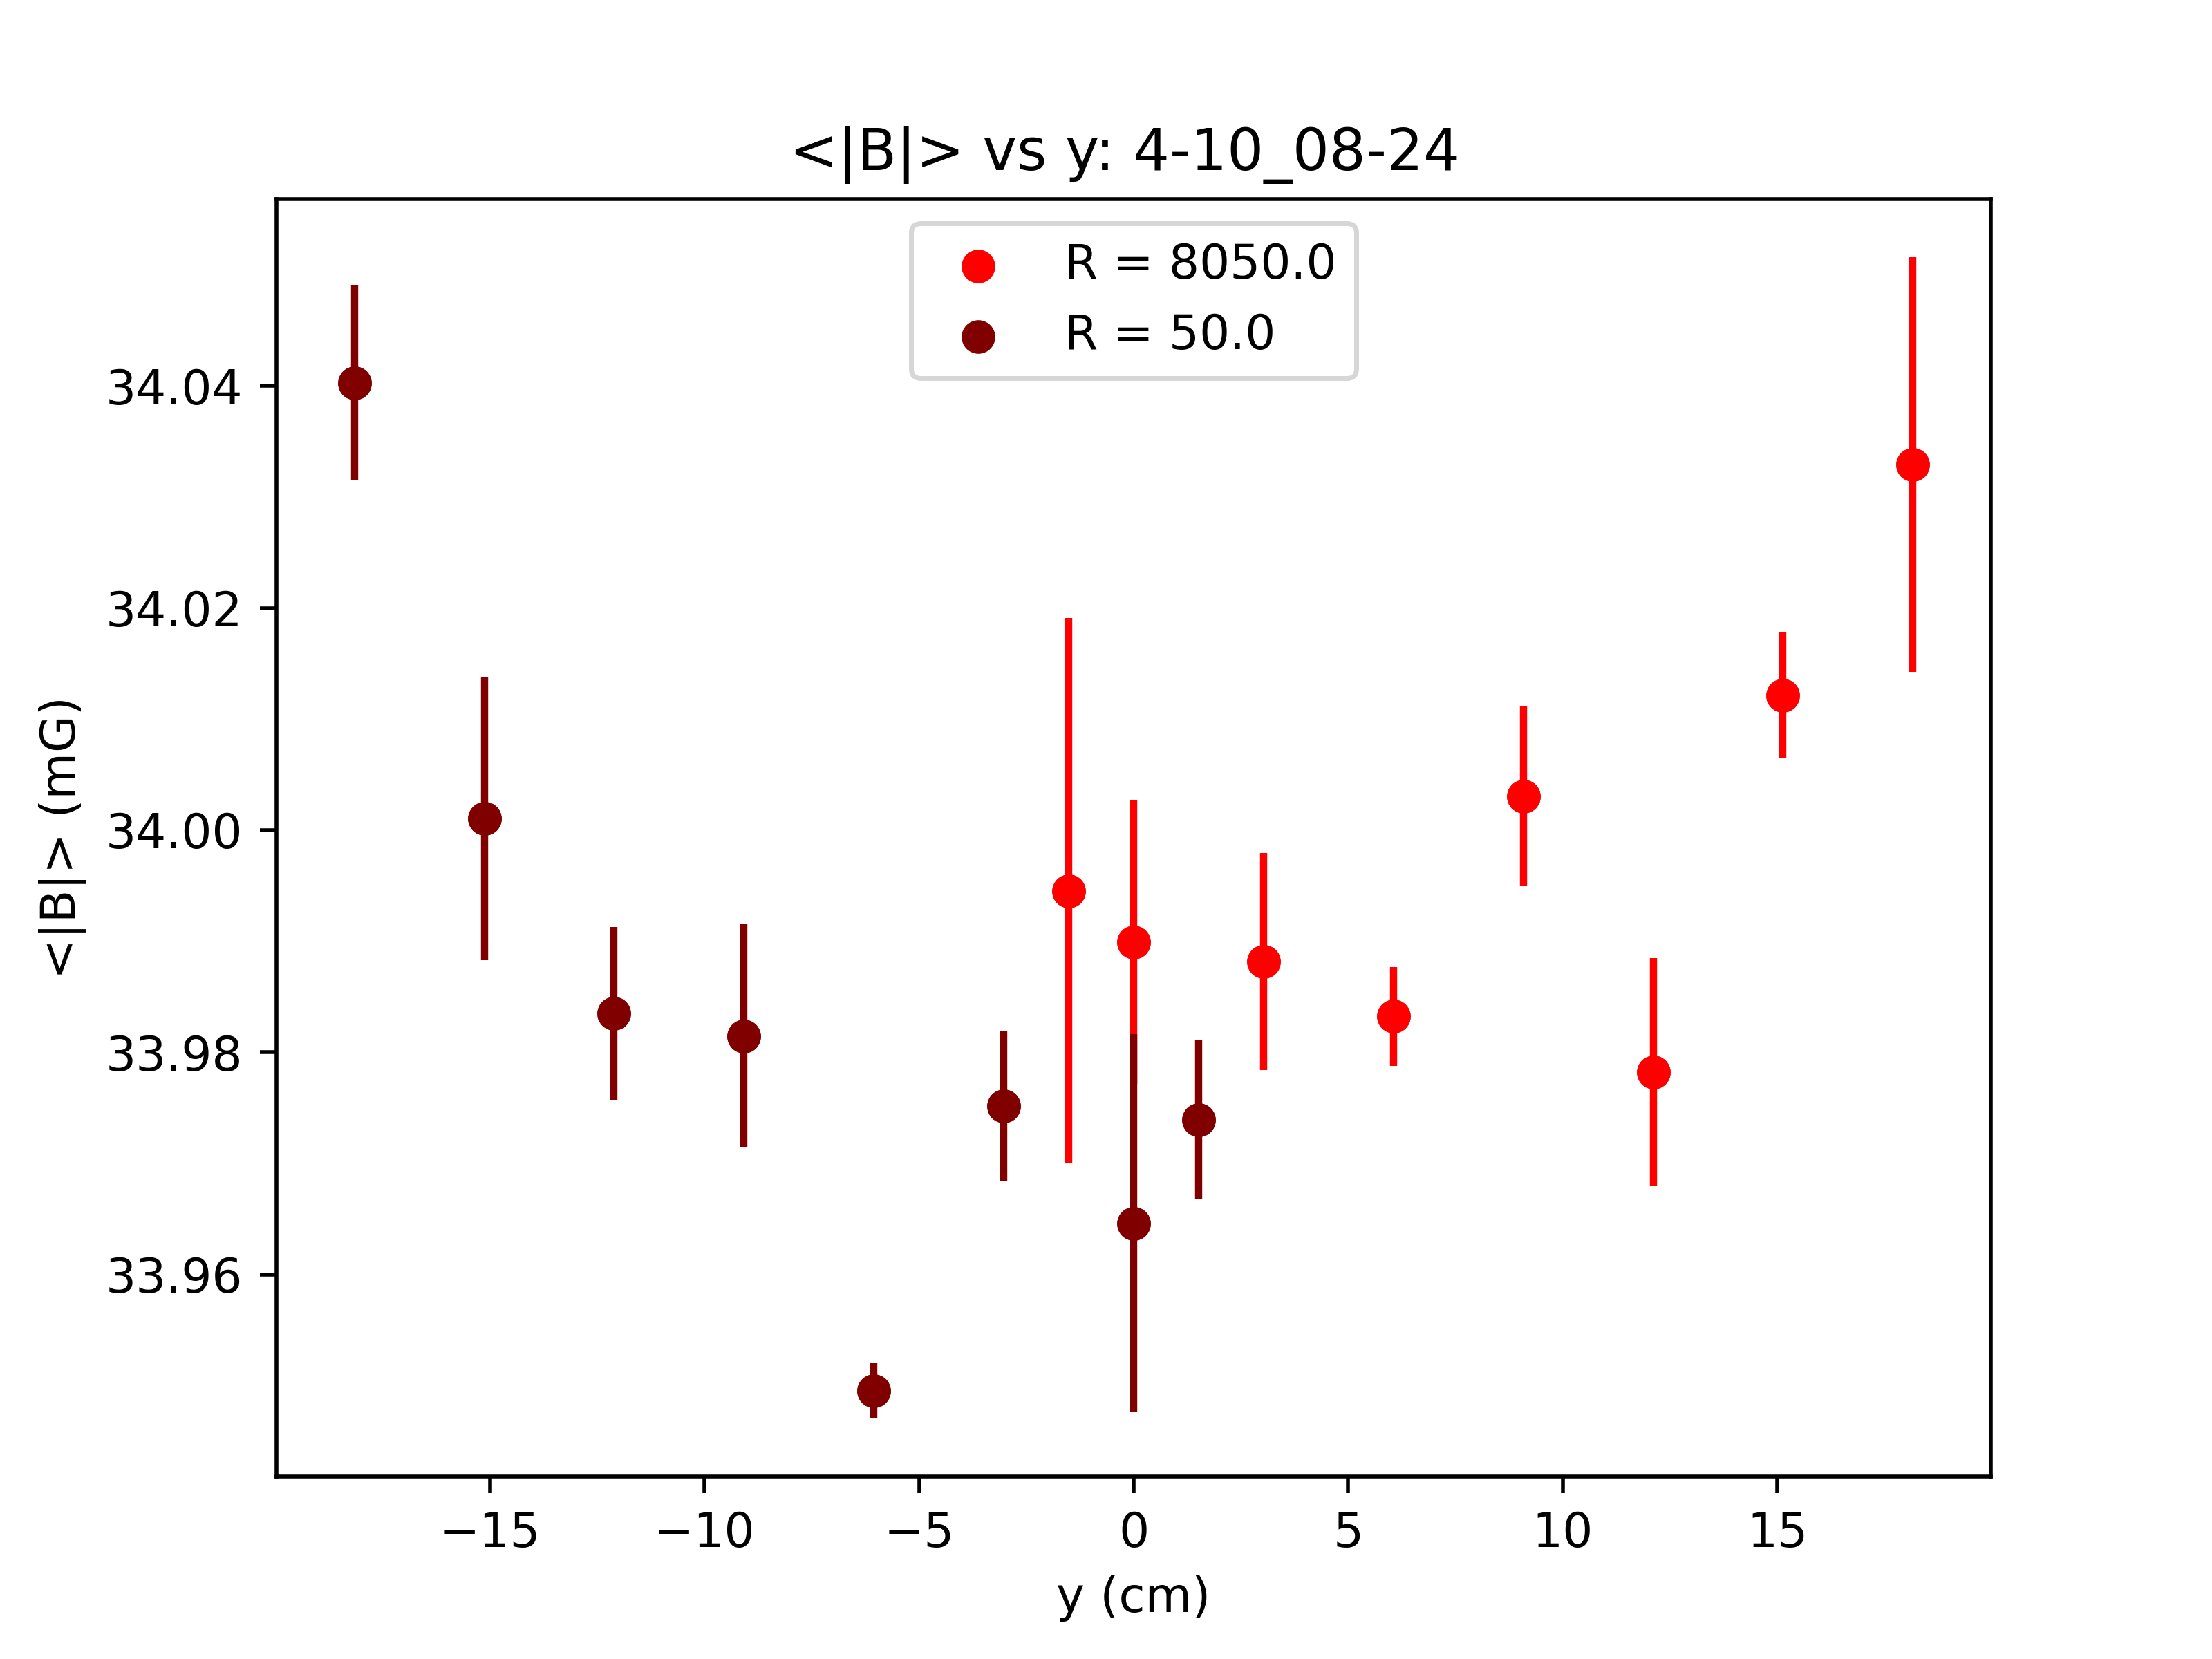 <|B|> vs y: 4-10_08-24
R = 8050.0
R = 50.0
34.04
34.02
34.00
33.98
33.96
<|B|> (mG)
−15
−10
−5
0
5
10
15
y (cm)